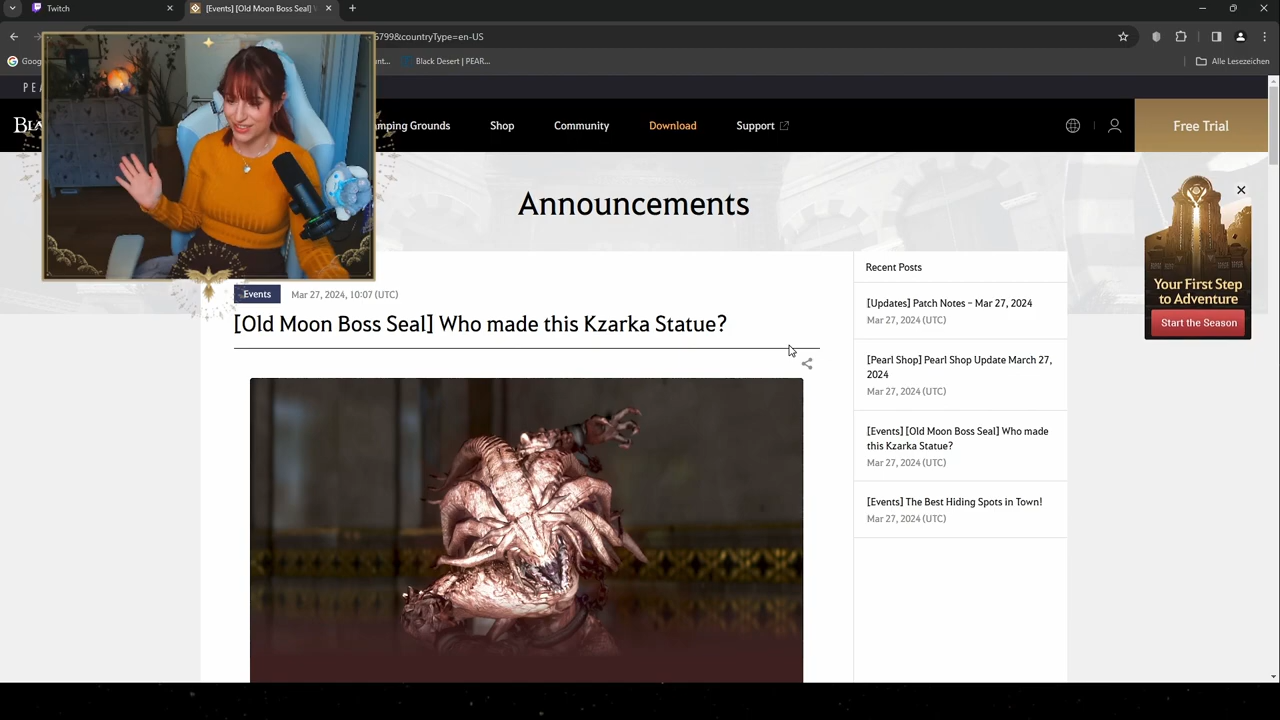 Twitch
[Events] [Old Moon Boss Seal]
5799&countryType=en-US
Black Desert | PEAR...
Alle Lesezeichen
PE
mping Grounds
Shop
Community
Download
Support
Free Trial
Announcements
Events
Mar 27, 2024, 10:07 (UTC)
[Old Moon Boss Seal] Who made this Kzarka Statue?
Recent Posts
[Updates] Patch Notes – Mar 27, 2024
Mar 27, 2024 (UTC)
[Pearl Shop] Pearl Shop Update March 27,
2024
Mar 27, 2024 (UTC)
[Events] [Old Moon Boss Seal] Who made
this Kzarka Statue?
Mar 27, 2024 (UTC)
[Events] The Best Hiding Spots in Town!
Mar 27, 2024 (UTC)
Your First Step
to Adventure
Start the Season